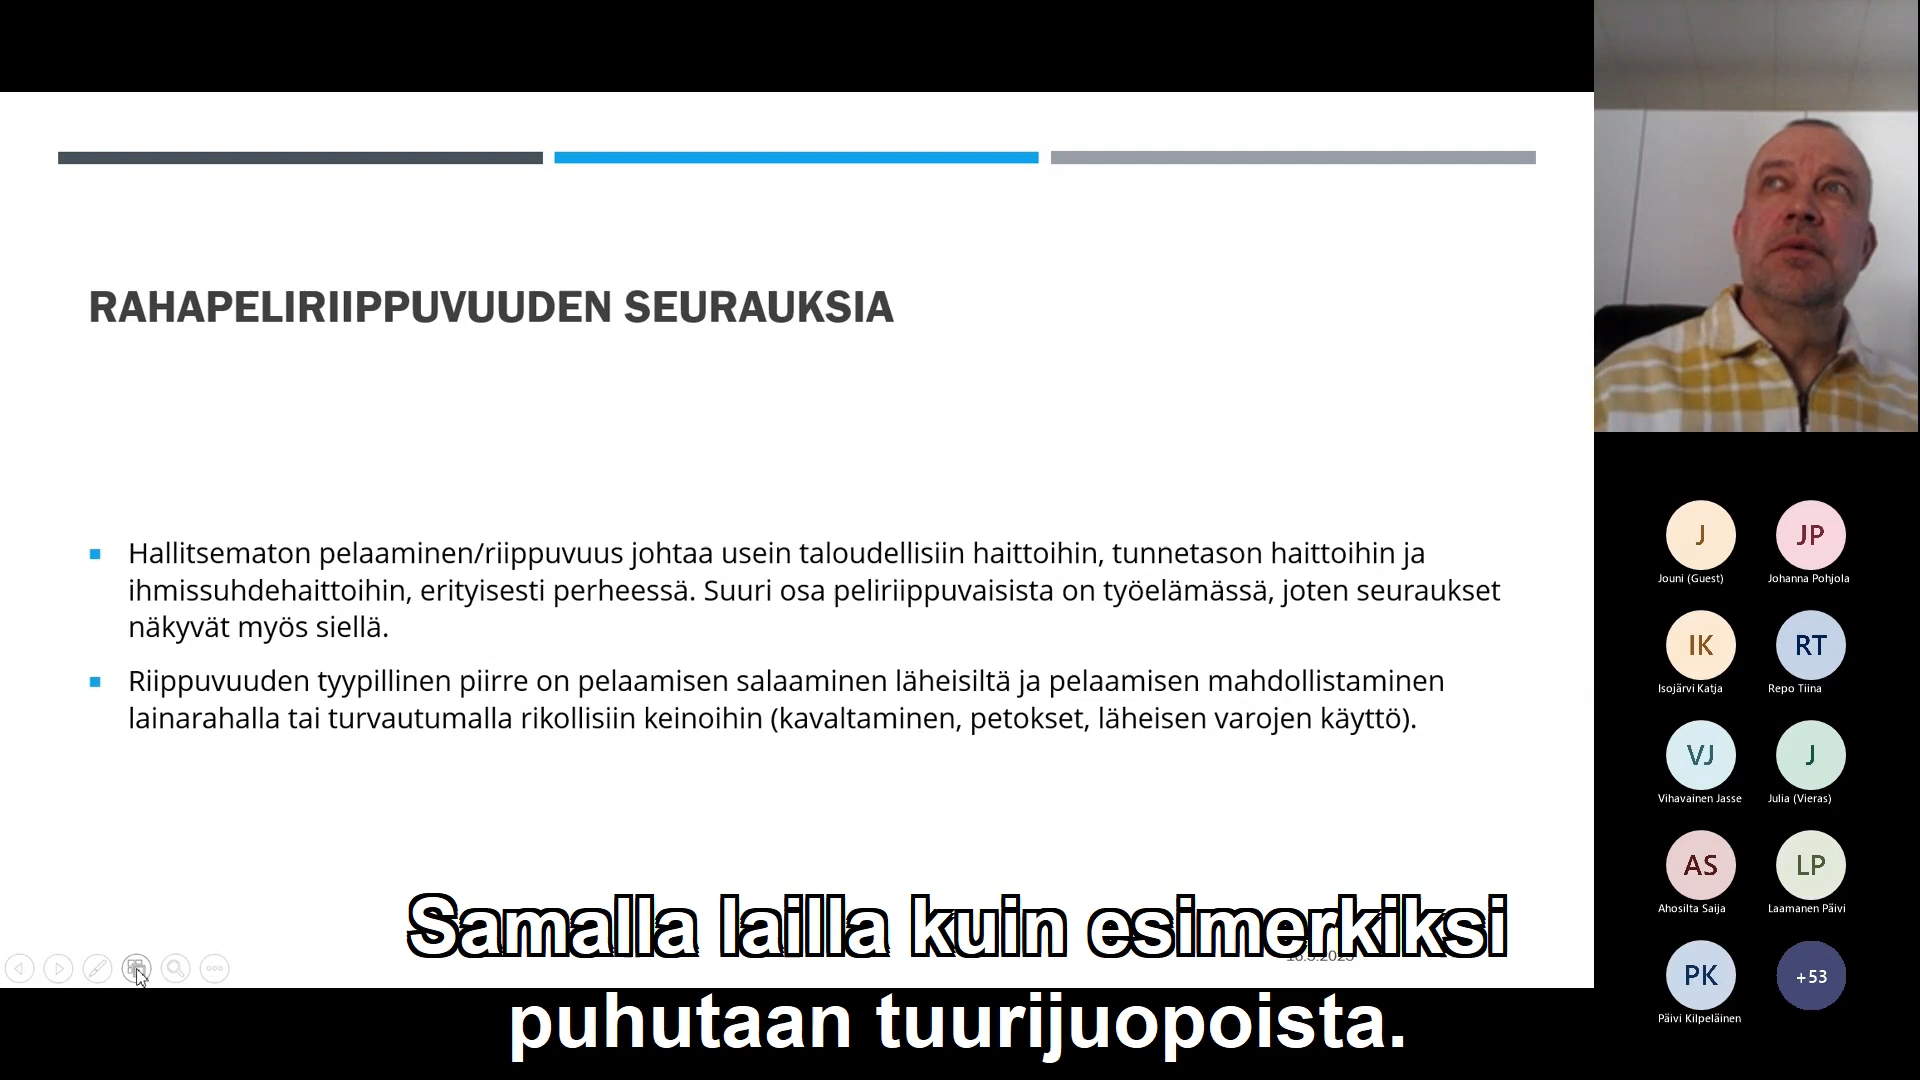 RAHAPELIRIIPPUVUUDEN SEURAUKSIA
Hallitsematon pelaaminen/riippuvuus johtaa usein taloudellisiin haittoihin, tunnetason haittoihin ja
ihmissuhdehaittoihin, erityisesti perheessä. Suuri osa peliriippuvaisista on työelämässä, joten seuraukset
näkyvät myös siellä.
Riippuvuuden tyypillinen piirre on pelaamisen salaaminen läheisiltä ja pelaamisen mahdollistaminen
lainarahalla tai turvautumalla rikollisiin keinoihin (kavaltaminen, petokset, läheisen varojen käyttö).
Samalla lailla kuin esimerkiksi
puhutaan tuurijuopoista.
J
JP
Jouni (Guest)
Johanna Pohjola
IK
RT
Isojärvi Katja
Repo Tiina
VJ
J
Vihavainen Jasse
Julia (Vieras)
AS
LP
Ahosilta Saija
Laamanen Päivi
PK
+53
Päivi Kilpeläinen